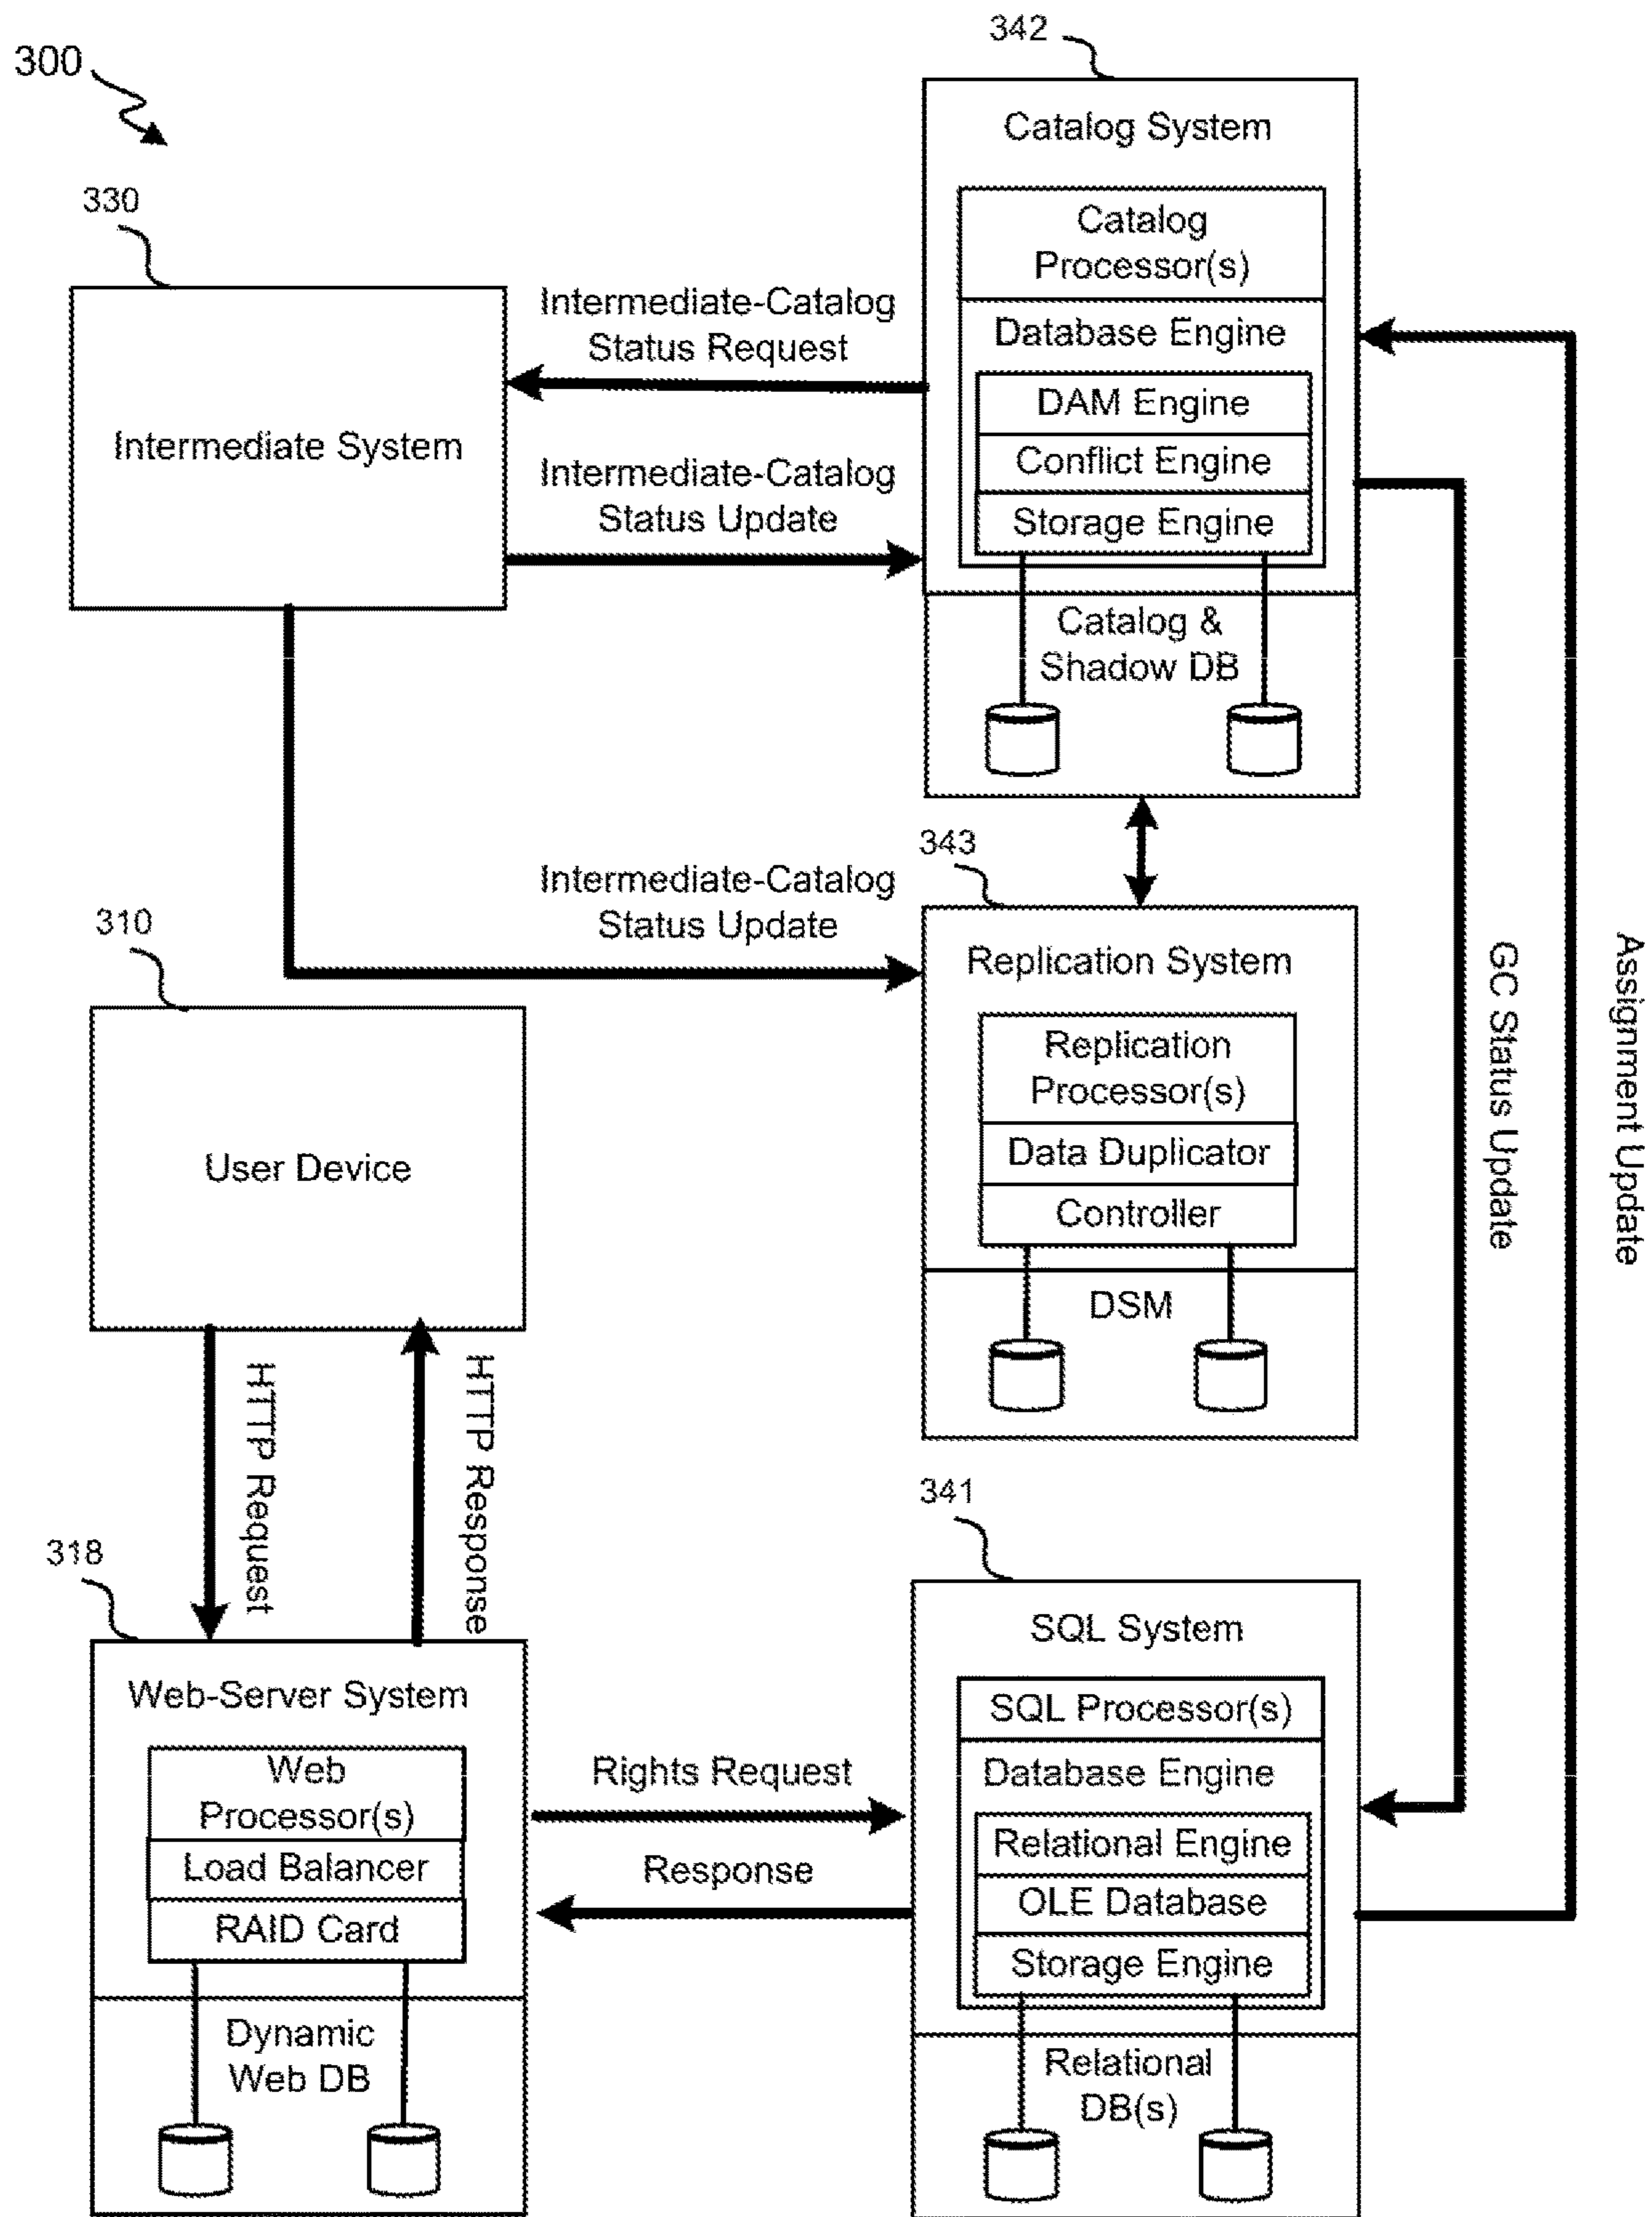 300
342
Catalog System
Catalog
Processor(s)
Database Engine
DAM Engine
Conflict Engine
Storage Engine
Catalog &
Shadow DB
330
Intermediate System
Intermediate-Catalog
Status Request
Intermediate-Catalog
Status Update
Intermediate-Catalog
Status Update
343
Replication System
Replication
Processor(s)
Data Duplicator
Controller
DSM
GC Status Update
Assignment Update
310
User Device
HTTP Request
HTTP Response
318
Web-Server System
Web
Processor(s)
Load Balancer
RAID Card
Dynamic
Web DB
Rights Request
Response
341
SQL System
SQL Processor(s)
Database Engine
Relational Engine
OLE Database
Storage Engine
Relational
DB(s)